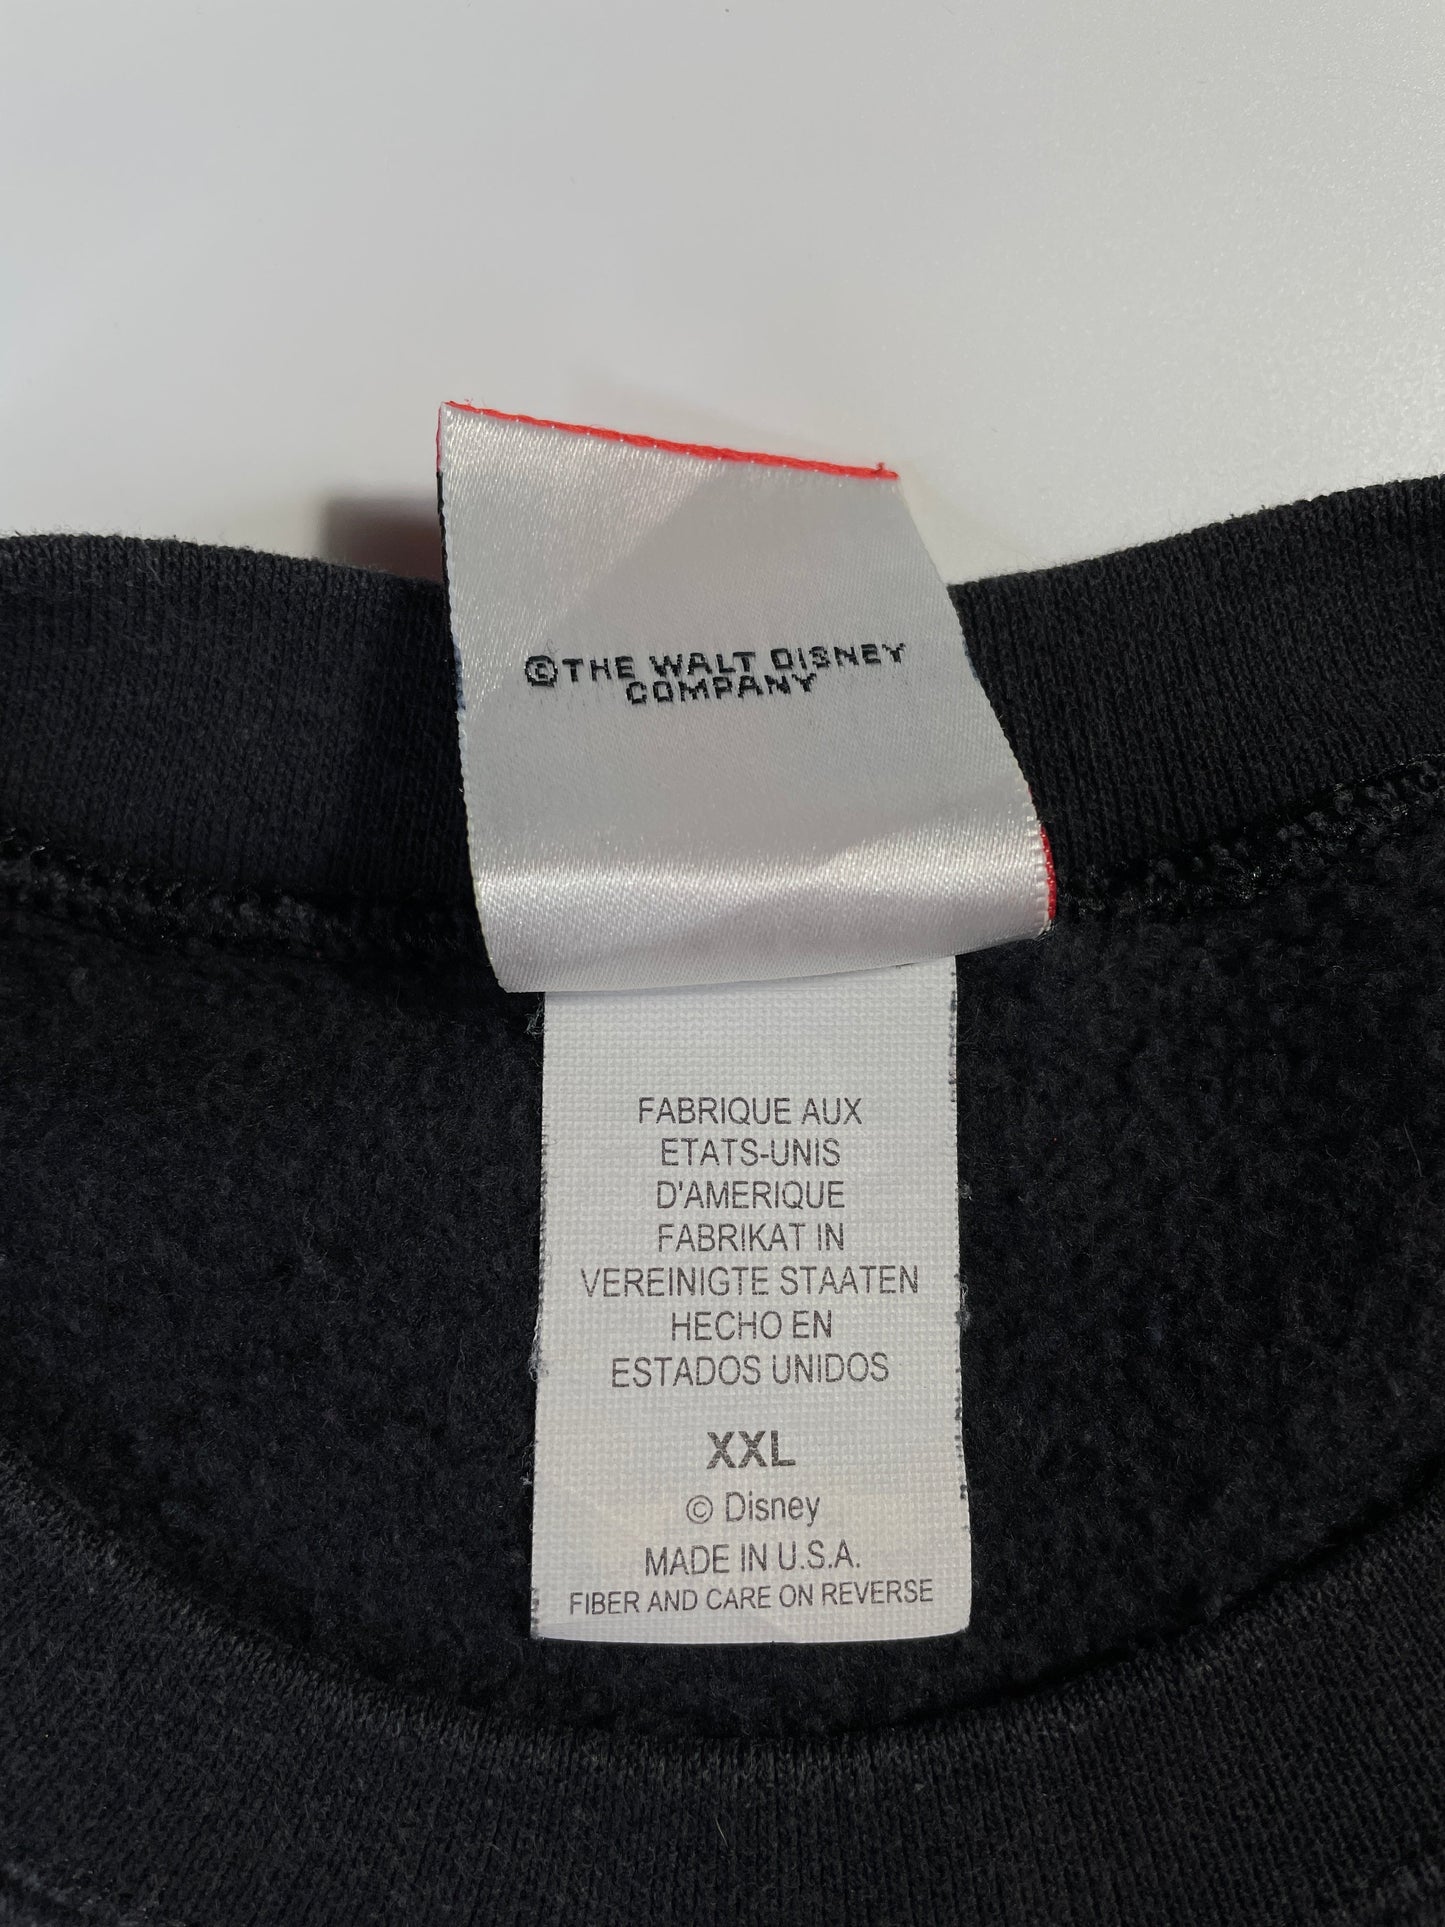 ©THE WALT DISNEY
COMPANY
FABRIQUE AUX
ETATS-UNIS
D'AMERIQUE
FABRIKAT IN
VEREINIGTE STAATEN
HECHO EN
ESTADOS UNIDOS
XXL
© Disney
MADE IN U.S.A.
FIBER AND CARE ON REVERSE